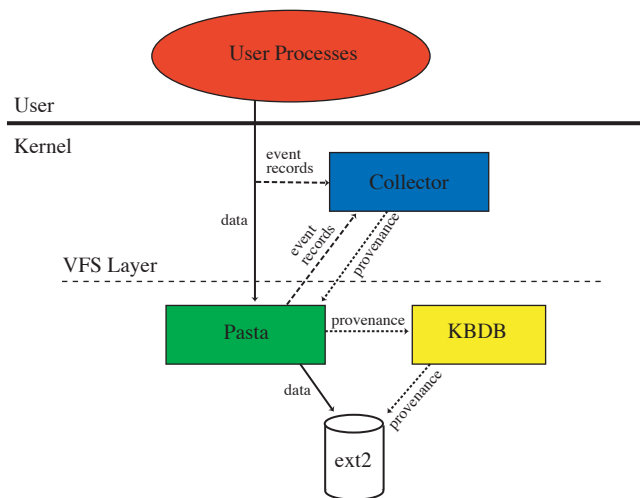 User Processes
User
Kernel
event
records
Collector
data
event
records
provenance
VFS Layer
Pasta
provenance
KBDB
data
provenance
ext2